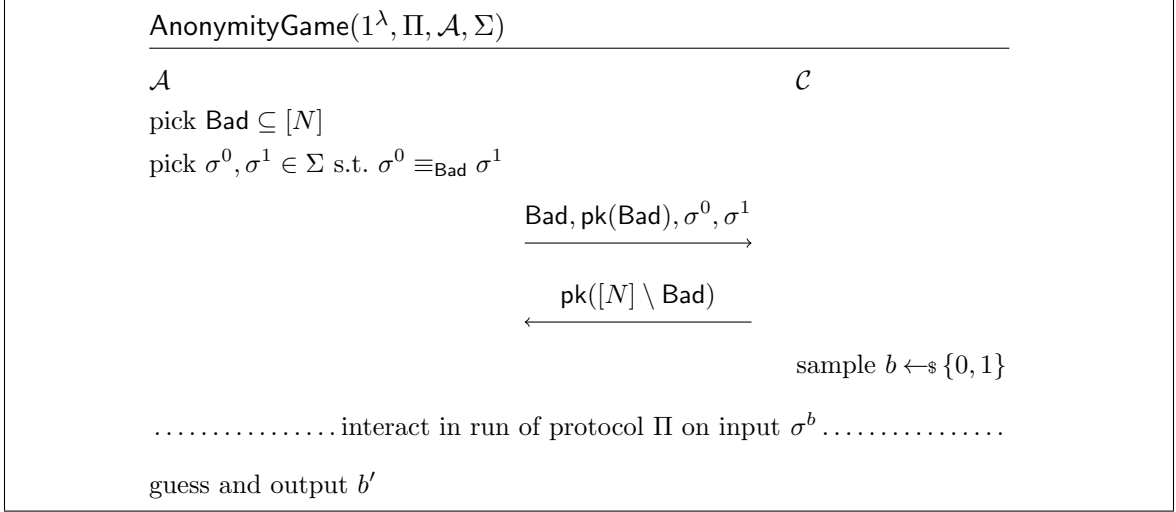 AnonymityGame(1^λ, Π, 𝒜, Σ)
𝒜 𝒞
pick Bad ⊆ [N]
pick σ^0, σ^1 ∈ Σ s.t. σ^0 ≡_Bad σ^1
Bad, pk(Bad), σ^0, σ^1
pk([N] \ Bad)
sample b ←$ {0, 1}
................interact in run of protocol Π on input σ^b................
guess and output b′